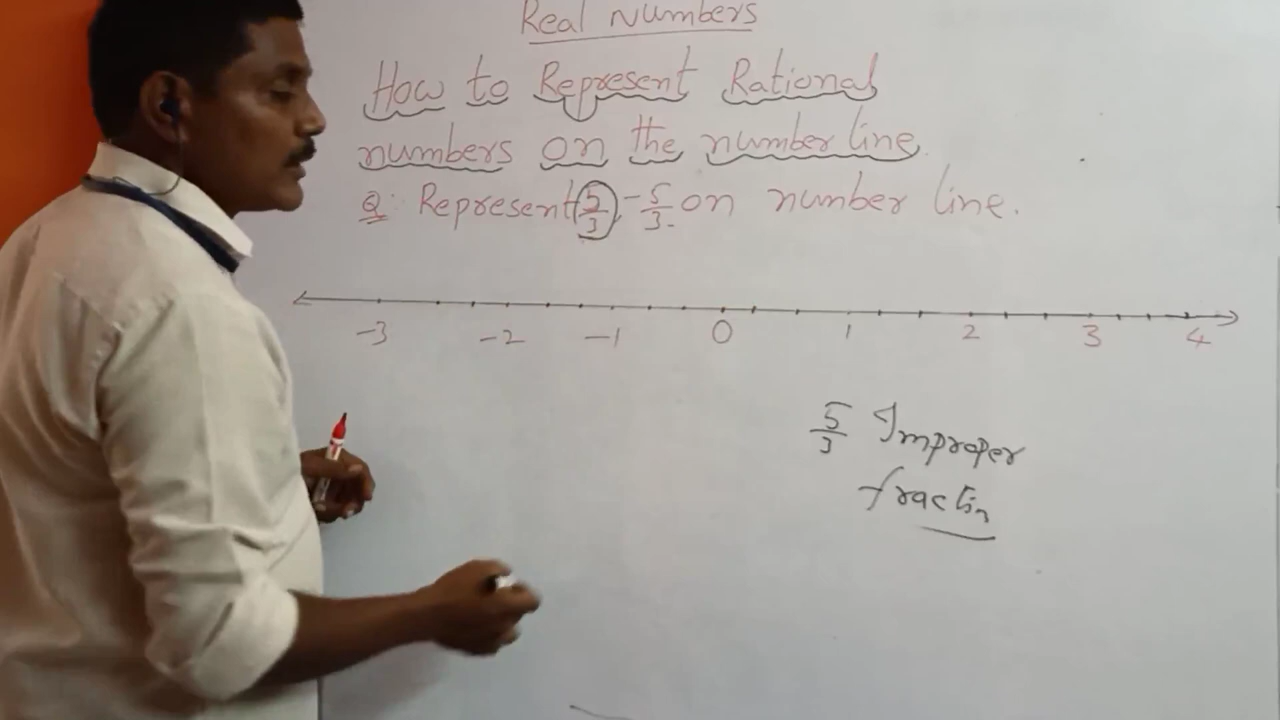 Real Numbers
How to Represent Rational
numbers on the number line.
Q: Represent 5/3, -5/3 on number line.
-3 -2 -1 0 1 2 3 4
5/3 Improper
fractin